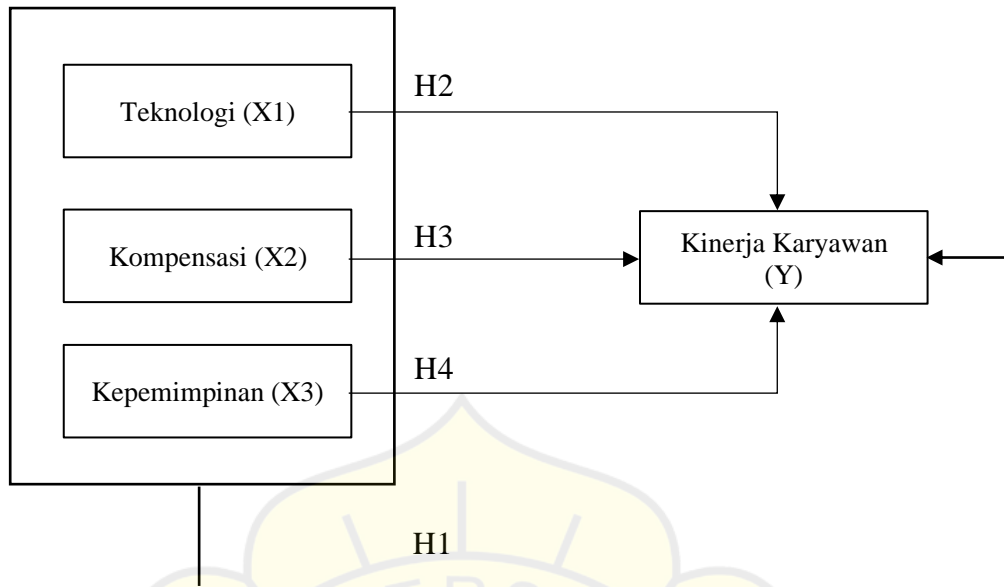 Teknologi (X1)
H2
Kompensasi (X2)
H3
Kinerja Karyawan
(Y)
Kepemimpinan (X3)
H4
H1